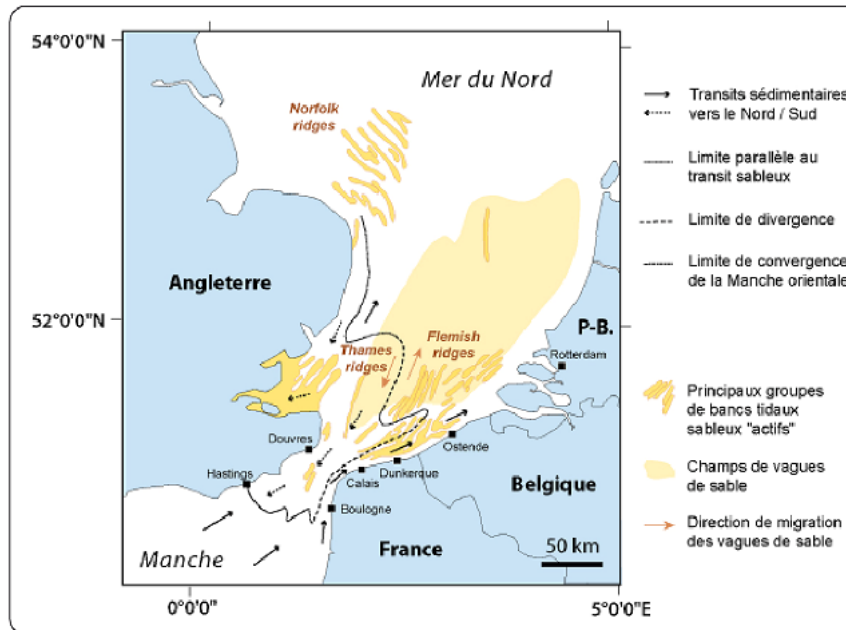 54°0'0"N
Mer du Nord
Norfolk
ridges
Angleterre
52°0'0"N
P-B.
Thames
ridges
Flemish
ridges
Rotterdam
Douvres
Ostende
Hastings
Dunkerque
Calais
Belgique
Boulogne
Manche
France
50 km
0°0'0"
5°0'0"E
Transits sédimentaires
vers le Nord / Sud
Limite parallèle au
transit sableux
Limite de divergence
Limite de convergence
de la Manche orientale
Principaux groupes
de bancs tidaux
sableux "actifs"
Champs de vagues
de sable
Direction de migration
des vagues de sable